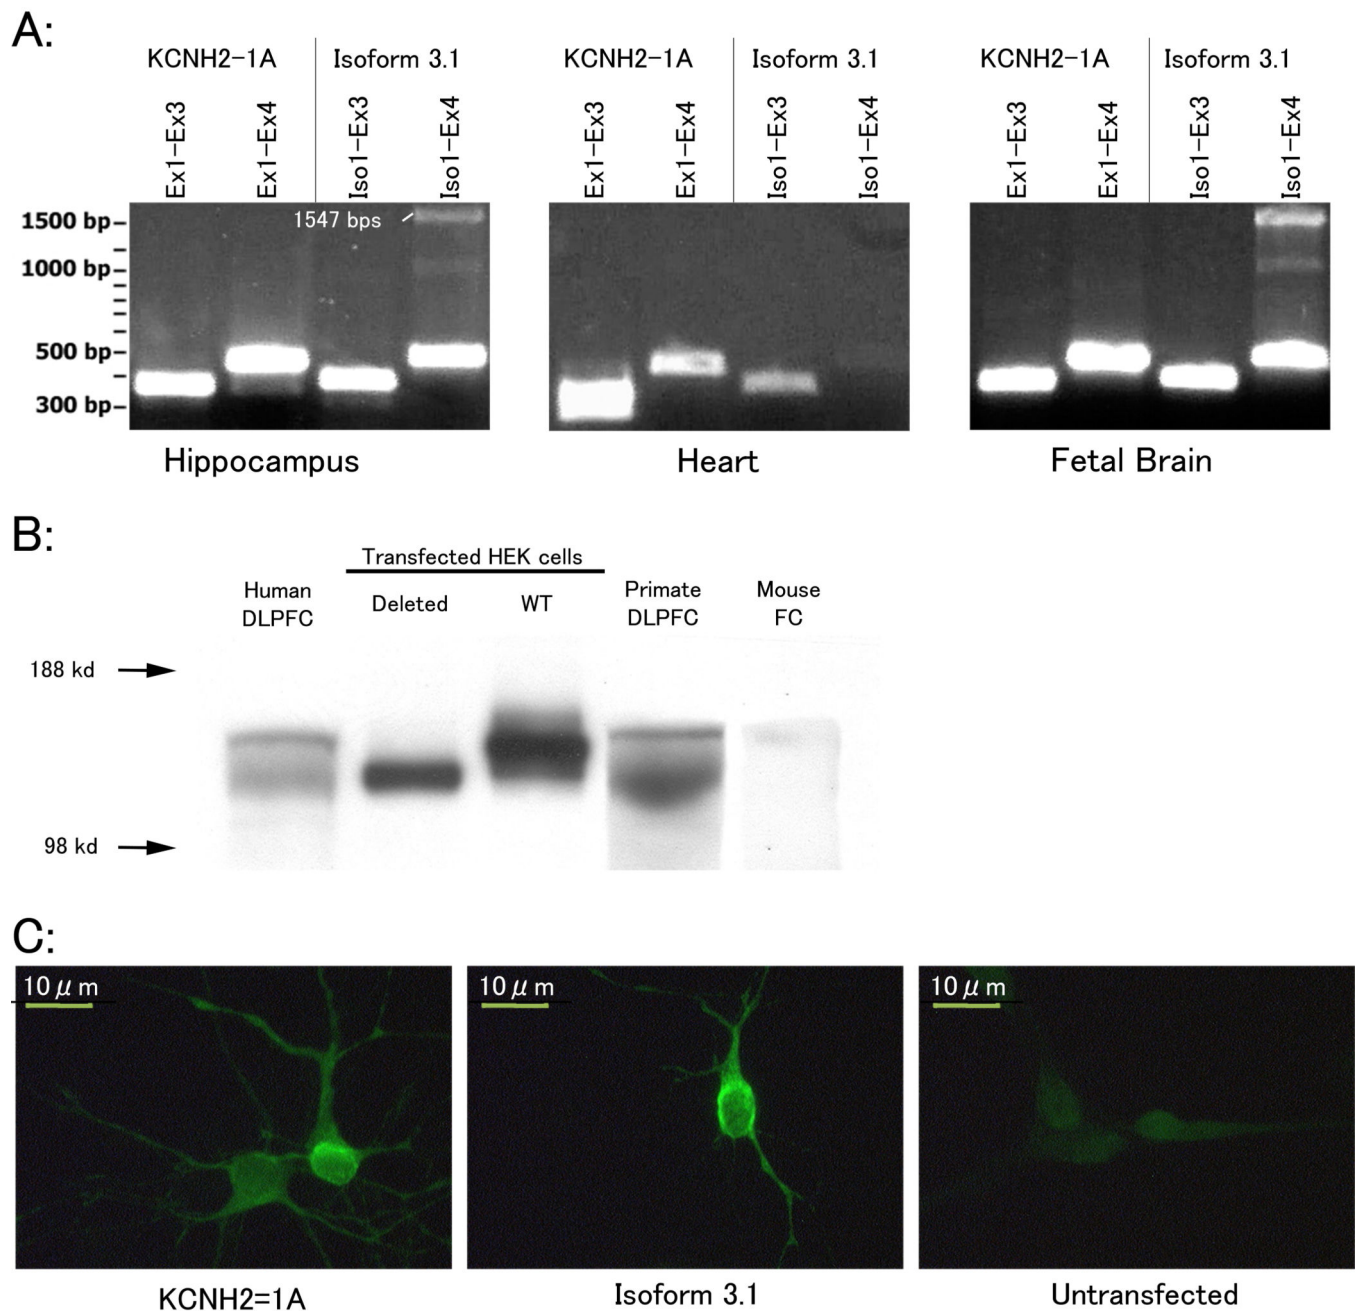 A:
KCNH2-1A
Isoform 3.1
KCNH2-1A
Isoform 3.1
KCNH2-1A
Isoform 3.1
Ex1-Ex3
Ex1-Ex4
Iso1-Ex3
Iso1-Ex4
Ex1-Ex3
Ex1-Ex4
Iso1-Ex3
Iso1-Ex4
Ex1-Ex3
Ex1-Ex4
Iso1-Ex3
Iso1-Ex4
1500 bp
1547 bps
1000 bp
500 bp
300 bp
Hippocampus
Heart
Fetal Brain
B:
Transfected HEK cells
Human
DLPFC
Deleted
WT
Primate
DLPFC
Mouse
FC
188 kd
98 kd
C:
10 μm
10 μm
10 μm
KCNH2=1A
Isoform 3.1
Untransfected